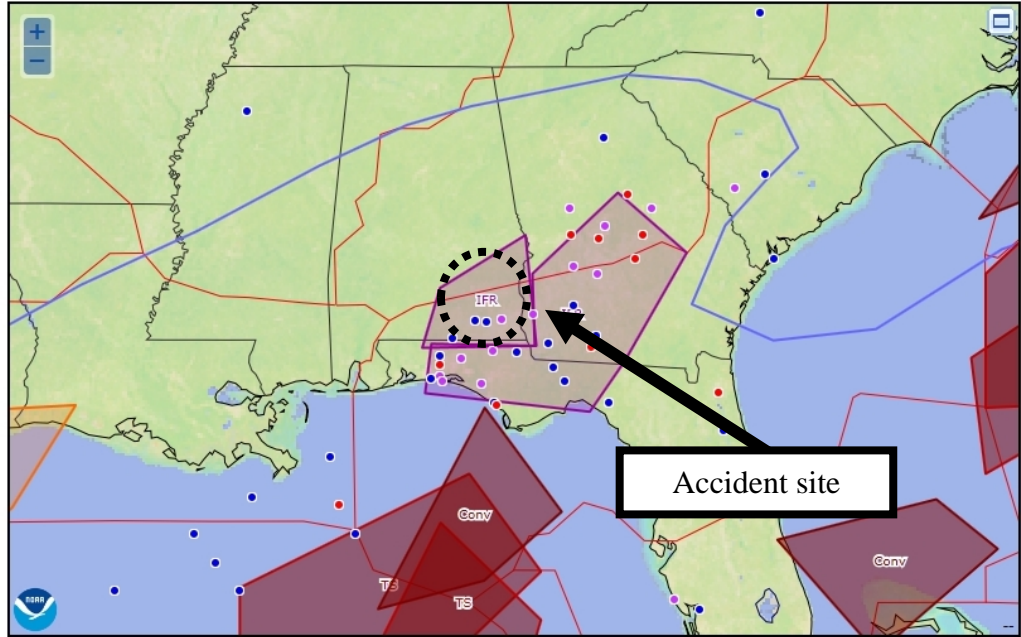 +
−
IFR
Accident site
Conv
Conv
TS
TS
NOAA